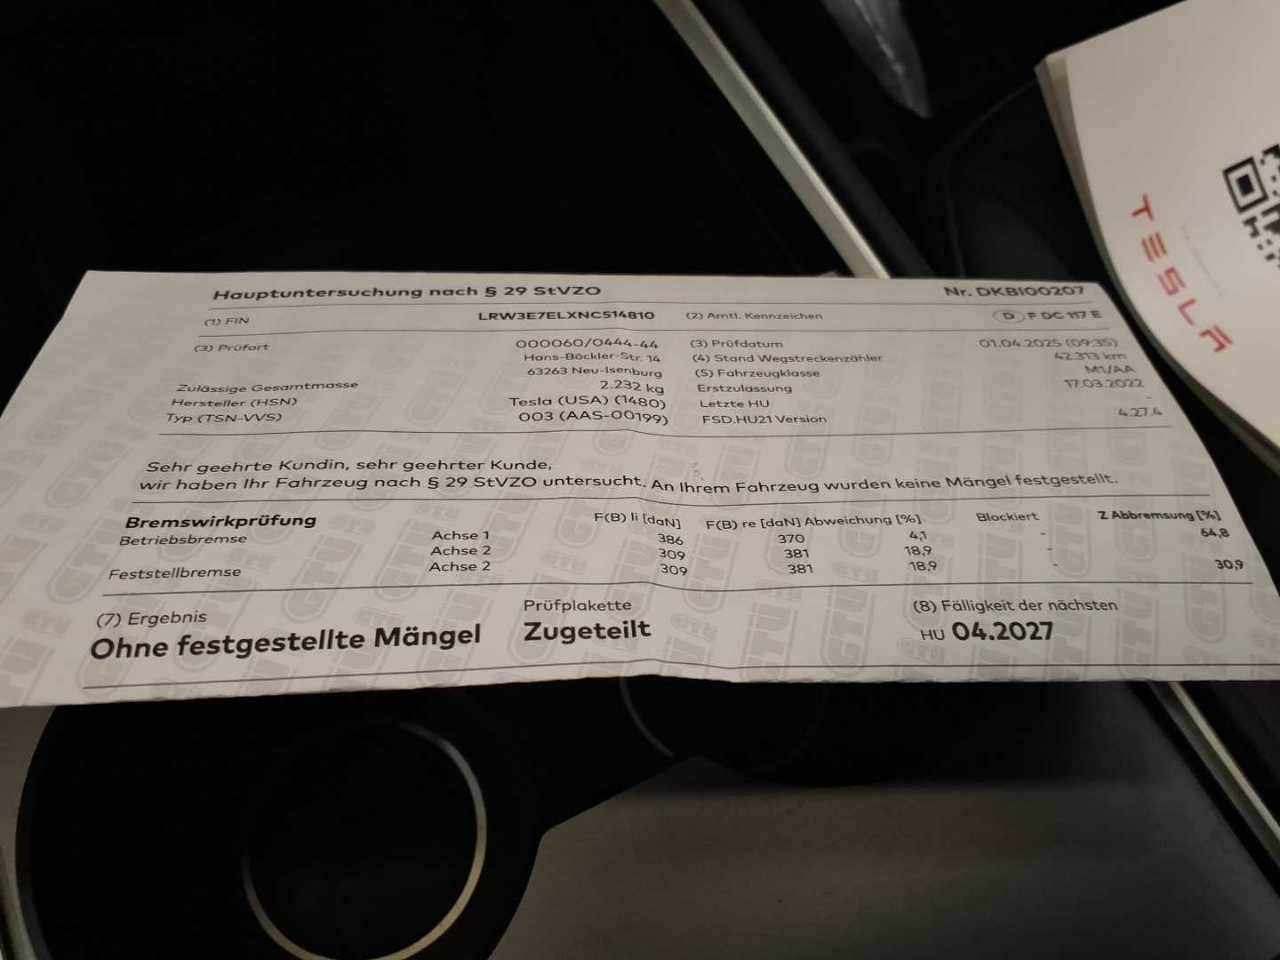 Hauptuntersuchung nach § 29 StVZO Nr. DKBI00207
(1) FIN LRW3E7ELXNC514810 (2) Amtl. Kennzeichen D F DC 117 E
(3) Prüfort 000060/0444-44 (3) Prüfdatum 01.04.2025 (09:35)
Hans-Böckler-Str. 14 (4) Stand Wegstreckenzähler 42.313 km
63263 Neu-Isenburg (5) Fahrzeugklasse M1/AA
Zulässige Gesamtmasse 2.232 kg Erstzulassung 17.03.2022
Hersteller (HSN) Tesla (USA) (1480) Letzte HU -
Typ (TSN-VVS) 003 (AAS-00199) FSD.HU21 Version 4.27.4
Sehr geehrte Kundin, sehr geehrter Kunde,
wir haben Ihr Fahrzeug nach § 29 StVZO untersucht. An Ihrem Fahrzeug wurden keine Mängel festgestellt.
Bremswirkprüfung F(B) li [daN] F(B) re [daN] Abweichung [%] Blockiert Z Abbremsung [%]
Betriebsbremse Achse 1 386 370 4,1 - 64,8
Achse 2 309 381 18,9 -
Feststellbremse Achse 2 309 381 18,9 - 30,9
(7) Ergebnis Prüfplakette (8) Fälligkeit der nächsten
Ohne festgestellte Mängel Zugeteilt HU 04.2027
TESLA
GTÜ